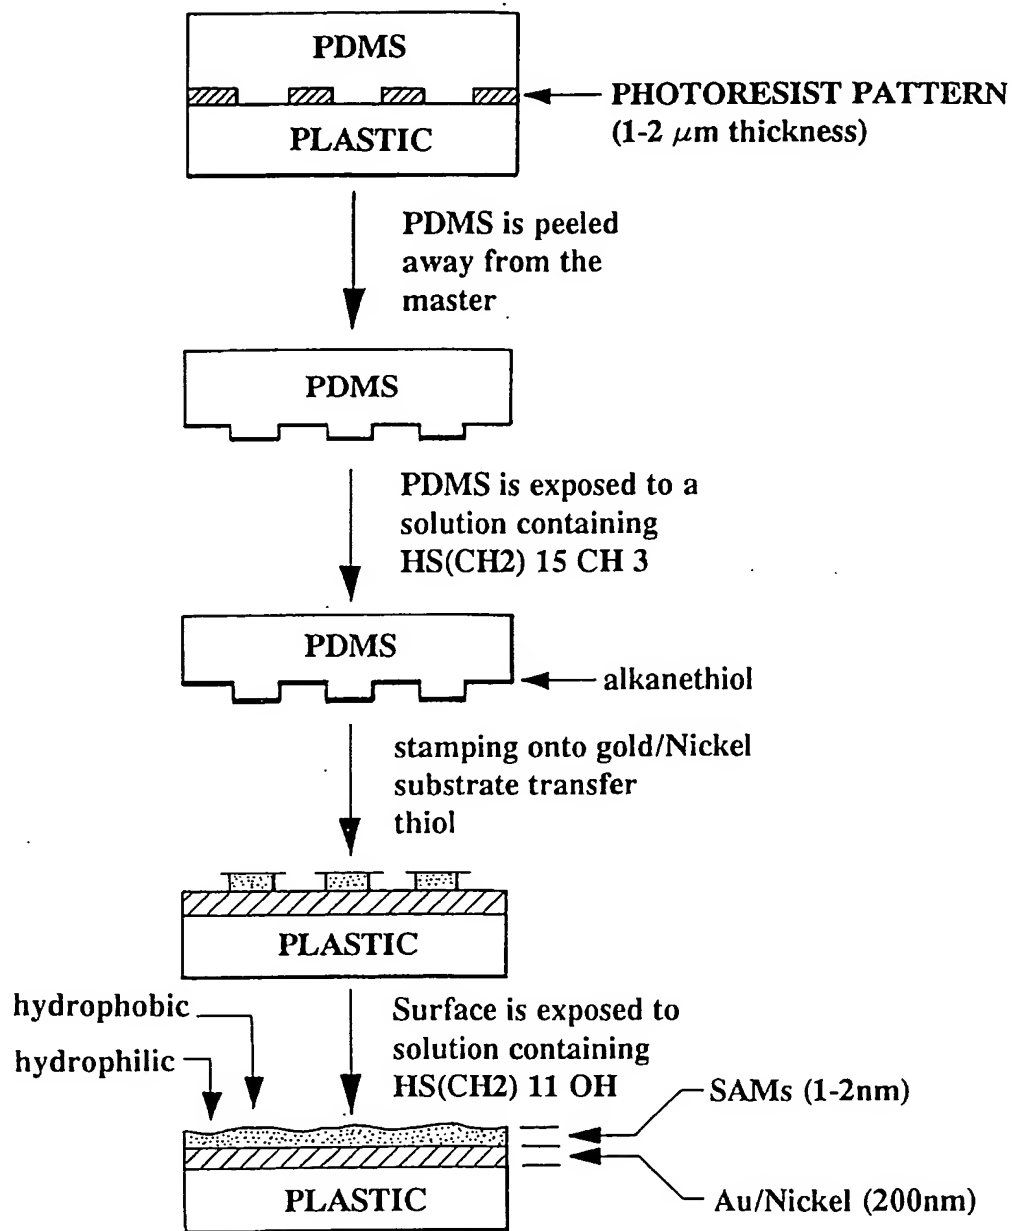 PDMS
PHOTORESIST PATTERN
(1-2 μm thickness)
PLASTIC
PDMS is peeled
away from the
master
PDMS
PDMS is exposed to a
solution containing
HS(CH2) 15 CH 3
PDMS
alkanethiol
stamping onto gold/Nickel
substrate transfer
thiol
PLASTIC
hydrophobic
hydrophilic
Surface is exposed to
solution containing
HS(CH2) 11 OH
SAMs (1-2nm)
PLASTIC
Au/Nickel (200nm)